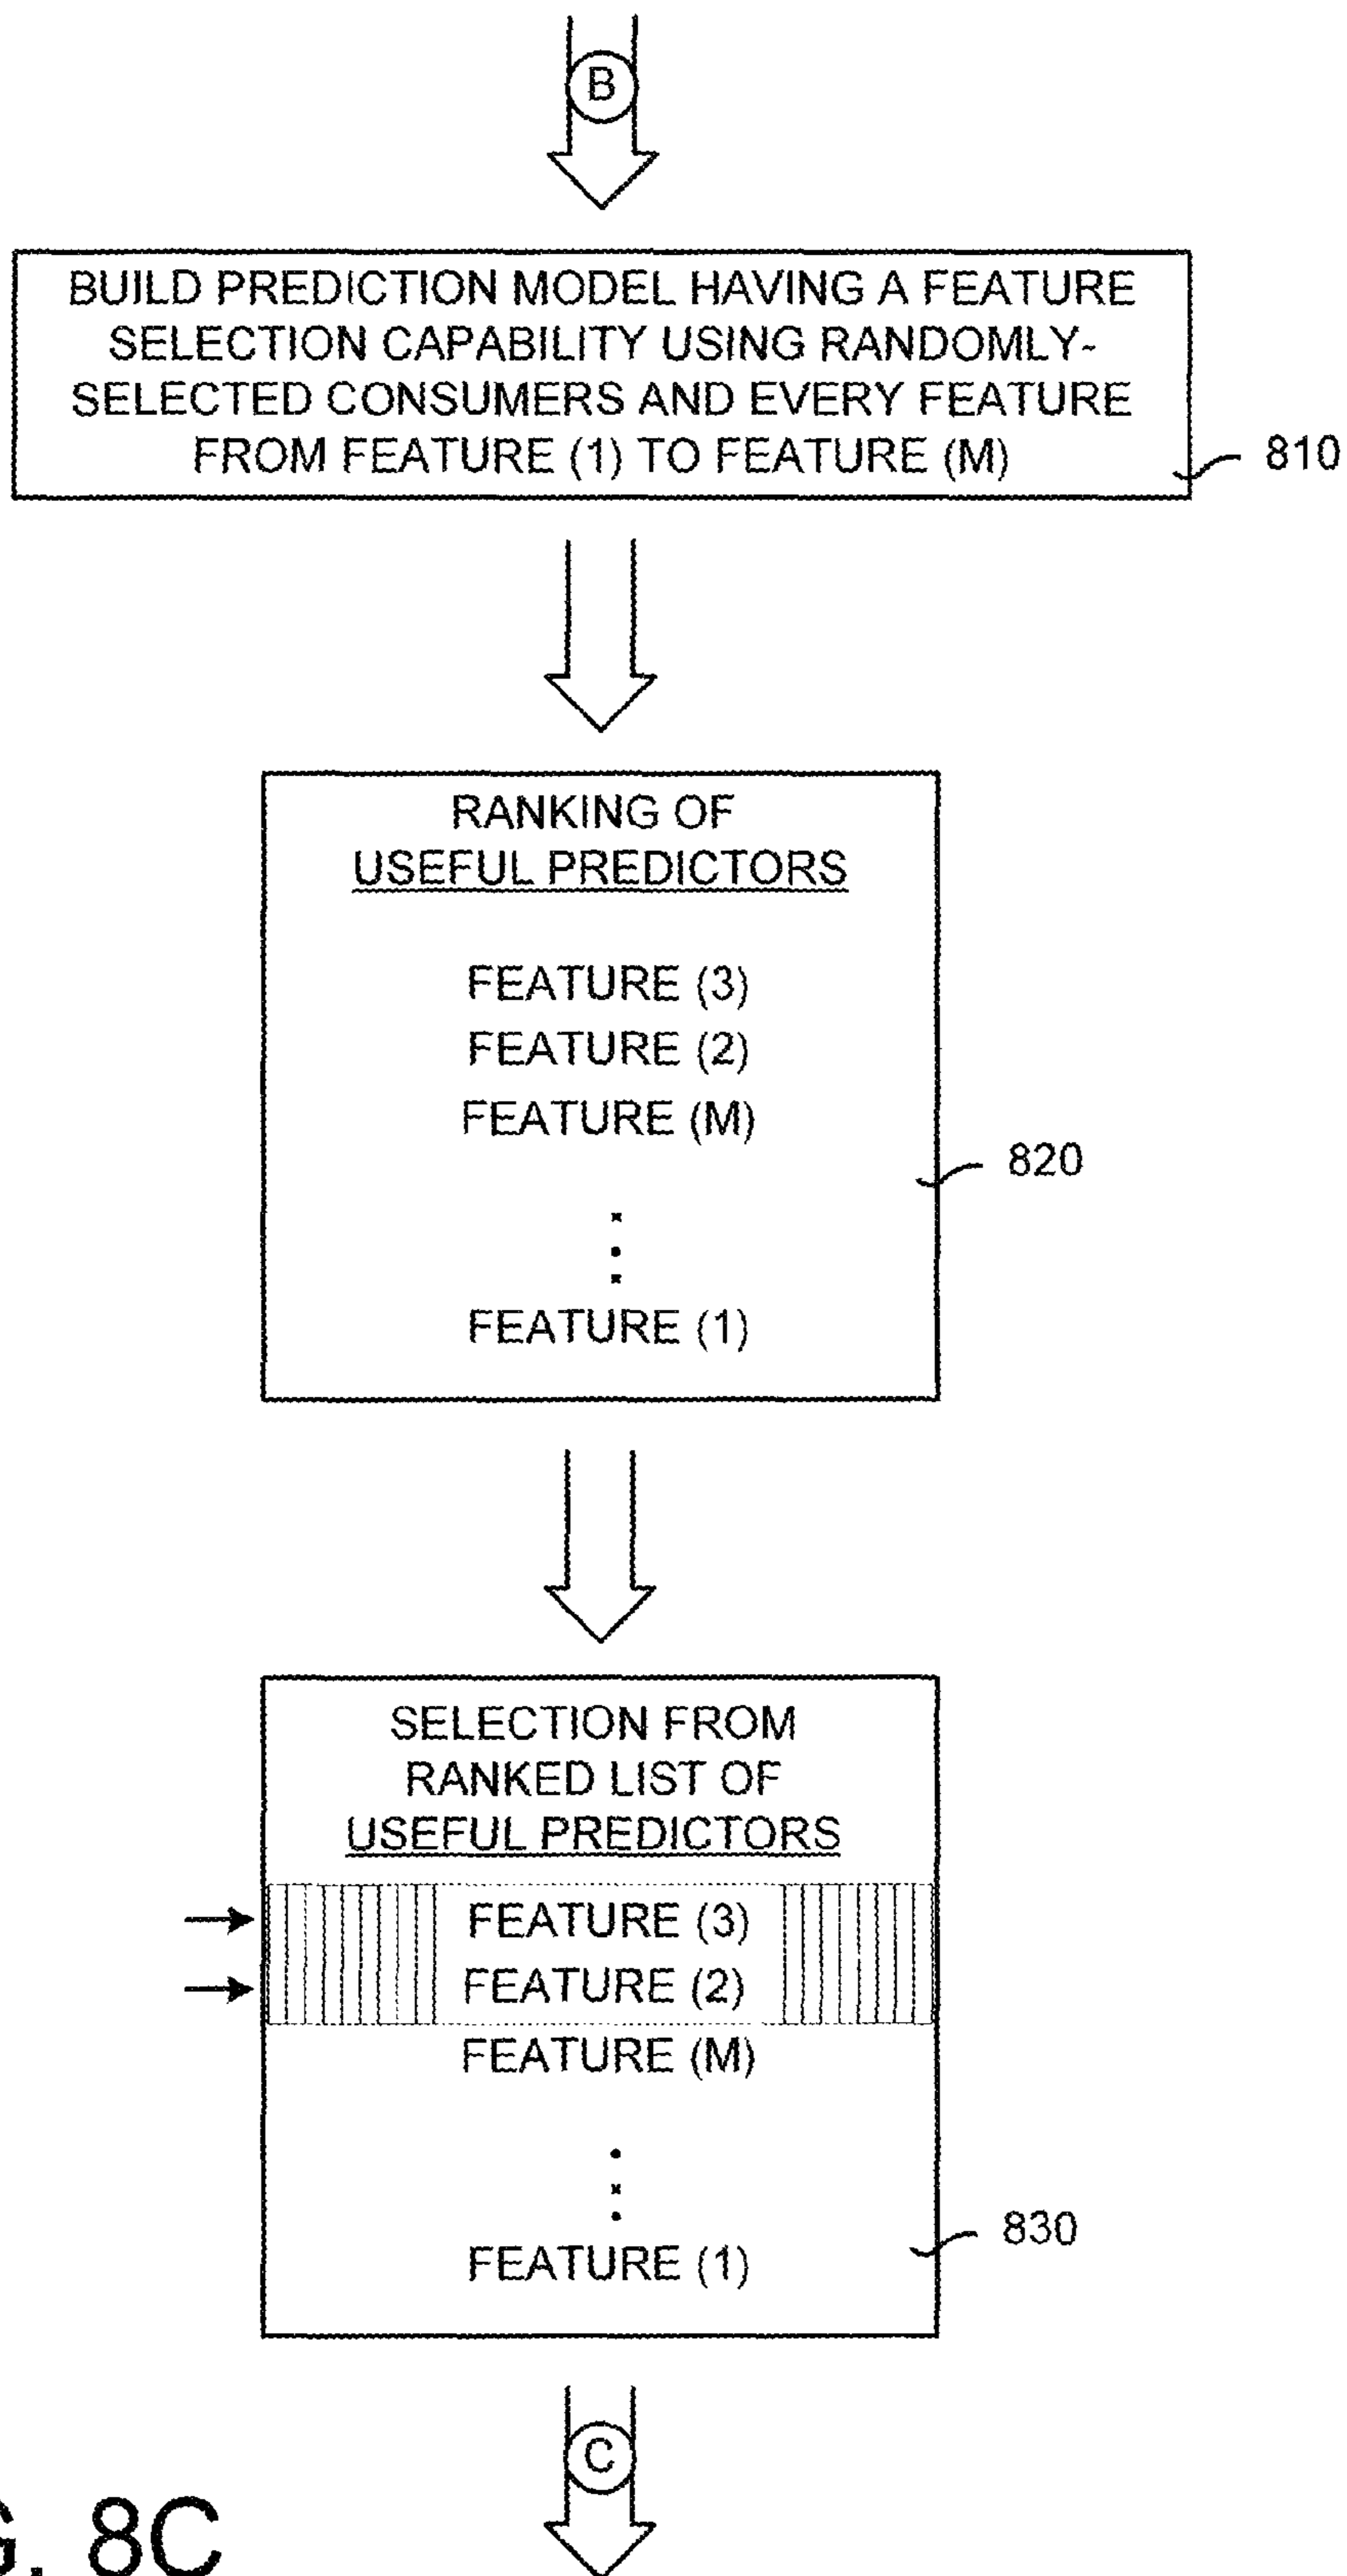 B
BUILD PREDICTION MODEL HAVING A FEATURE
SELECTION CAPABILITY USING RANDOMLY-
SELECTED CONSUMERS AND EVERY FEATURE
FROM FEATURE (1) TO FEATURE (M)
810
RANKING OF
USEFUL PREDICTORS
FEATURE (3)
FEATURE (2)
FEATURE (M)
820
FEATURE (1)
SELECTION FROM
RANKED LIST OF
USEFUL PREDICTORS
FEATURE (3)
FEATURE (2)
FEATURE (M)
830
FEATURE (1)
C
G. 8C